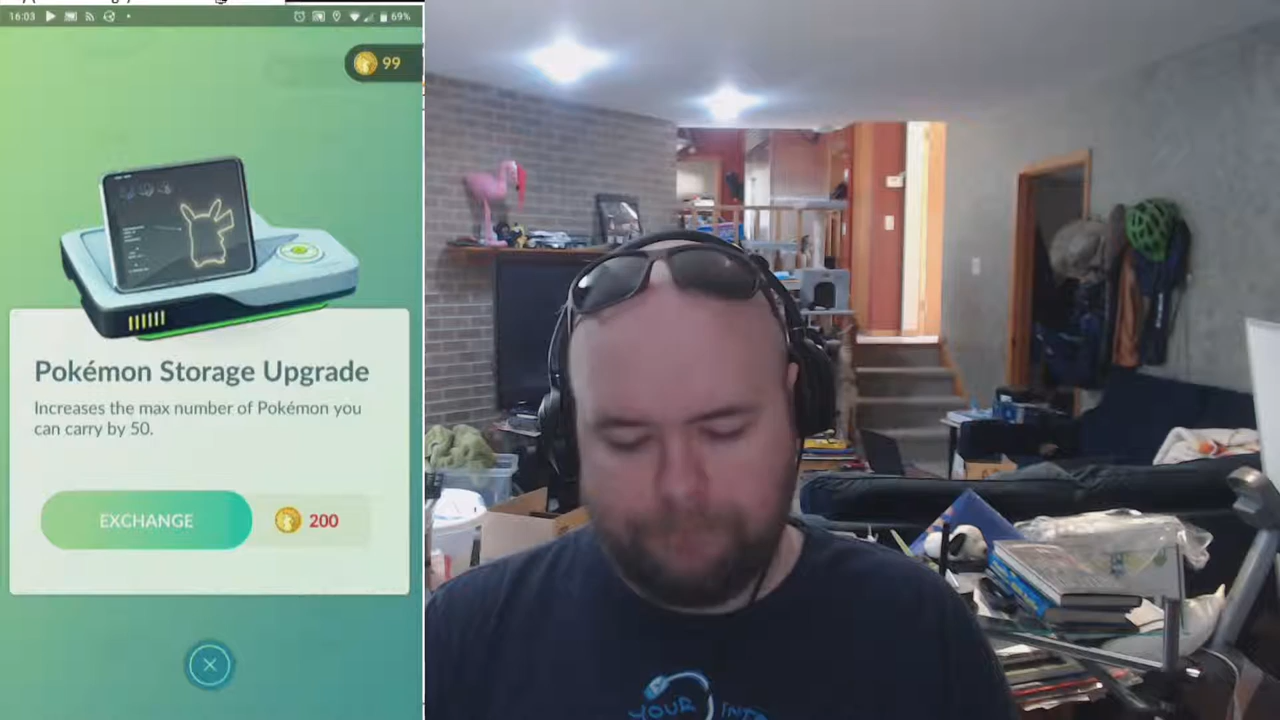 16:03
69%
99
Pokémon Storage Upgrade
Increases the max number of Pokémon you
can carry by 50.
EXCHANGE
200
YOUR INTO